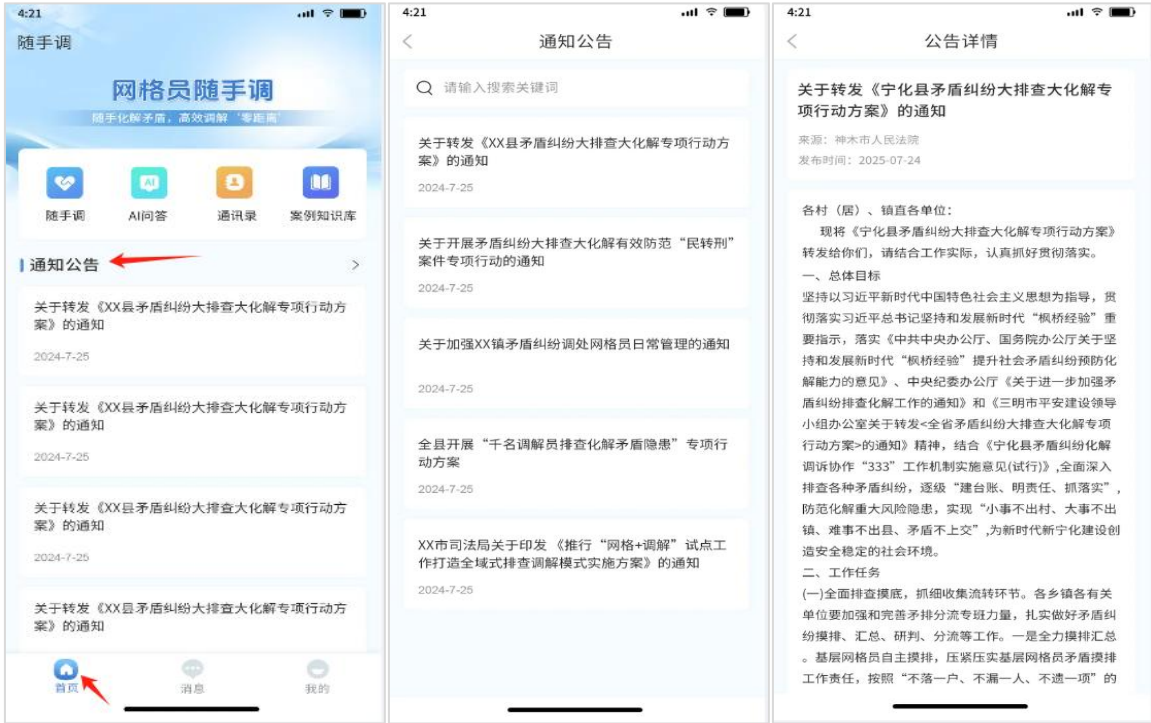 4:21
随手调
网格员随手调
随手化解矛盾，高效调解‘零距离’
AI
随手调
AI问答
通讯录
案例知识库
通知公告
关于转发《XX县矛盾纠纷大排查大化解专项行动方
案》的通知
2024-7-25
关于转发《XX县矛盾纠纷大排查大化解专项行动方
案》的通知
2024-7-25
关于转发《XX县矛盾纠纷大排查大化解专项行动方
案》的通知
2024-7-25
关于转发《XX县矛盾纠纷大排查大化解专项行动方
案》的通知
首页
消息
我的
4:21
通知公告
请输入搜索关键词
关于转发《XX县矛盾纠纷大排查大化解专项行动方
案》的通知
2024-7-25
关于开展矛盾纠纷大排查大化解有效防范“民转刑”
案件专项行动的通知
2024-7-25
关于加强XX镇矛盾纠纷调处网格员日常管理的通知
2024-7-25
全县开展“千名调解员排查化解矛盾隐患”专项行
动方案
2024-7-25
XX市司法局关于印发 《推行“网格+调解”试点工
作打造全域式排查调解模式实施方案》的通知
2024-7-25
4:21
公告详情
关于转发《宁化县矛盾纠纷大排查大化解专
项行动方案》的通知
来源：神木市人民法院
发布时间：2025-07-24
各村（居）、镇直各单位：
现将《宁化县矛盾纠纷大排查大化解专项行动方案》
转发给你们，请结合工作实际，认真抓好贯彻落实。
一、总体目标
坚持以习近平新时代中国特色社会主义思想为指导，贯
彻落实习近平总书记坚持和发展新时代“枫桥经验”重
要指示，落实《中共中央办公厅、国务院办公厅关于坚
持和发展新时代“枫桥经验”提升社会矛盾纠纷预防化
解能力的意见》、中央纪委办公厅《关于进一步加强矛
盾纠纷排查化解工作的通知》和《三明市平安建设领导
小组办公室关于转发<全省矛盾纠纷大排查大化解专项
行动方案>的通知》精神，结合《宁化县矛盾纠纷化解
调诉协作“333”工作机制实施意见(试行)》,全面深入
排查各种矛盾纠纷，逐级“建台账、明责任、抓落实”，
防范化解重大风险隐患，实现“小事不出村、大事不出
镇、难事不出县、矛盾不上交”,为新时代新宁化建设创
造安全稳定的社会环境。
二、工作任务
(一)全面排查摸底，抓细收集流转环节。各乡镇各有关
单位要加强和完善矛排分流专班力量，扎实做好矛盾纠
纷摸排、汇总、研判、分流等工作。一是全力摸排汇总
。基层网格员自主摸排，压紧压实基层网格员矛盾摸排
工作责任，按照“不落一户、不漏一人、不遗一项”的